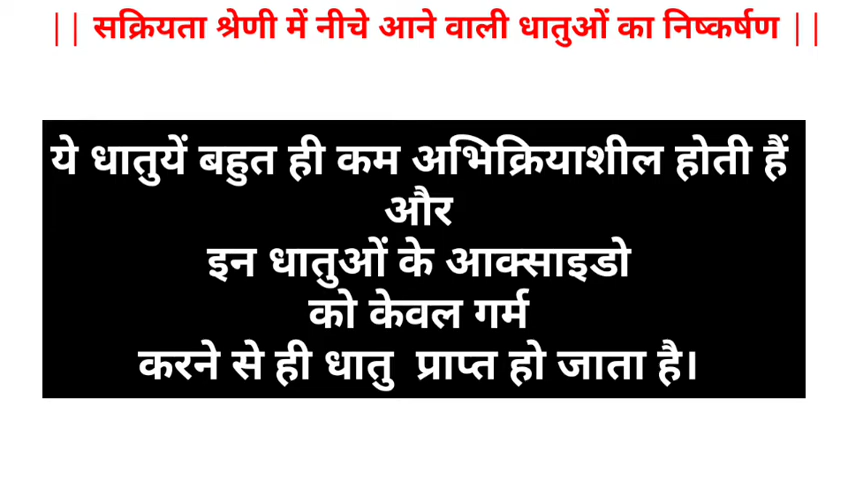 || सक्रियता श्रेणी में नीचे आने वाली धातुओं का निष्कर्षण ||
ये धातुयें बहुत ही कम अभिक्रियाशील होती हैं
और
इन धातुओं के आक्साइडो
को केवल गर्म
करने से ही धातु प्राप्त हो जाता है।